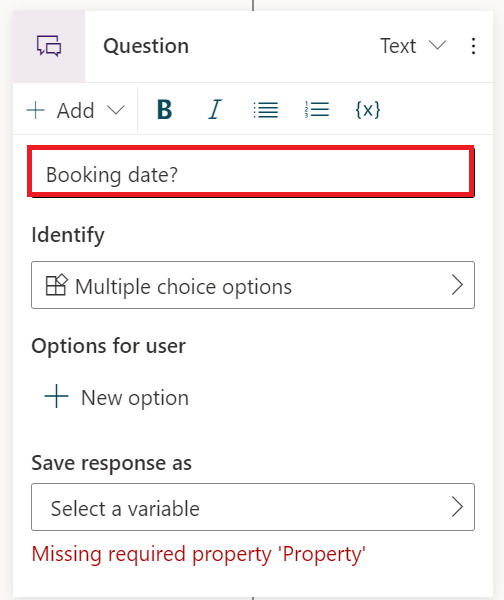 Question Text
Add B I {x}
Booking date?
Identify
Multiple choice options
Options for user
New option
Save response as
Select a variable
Missing required property 'Property'